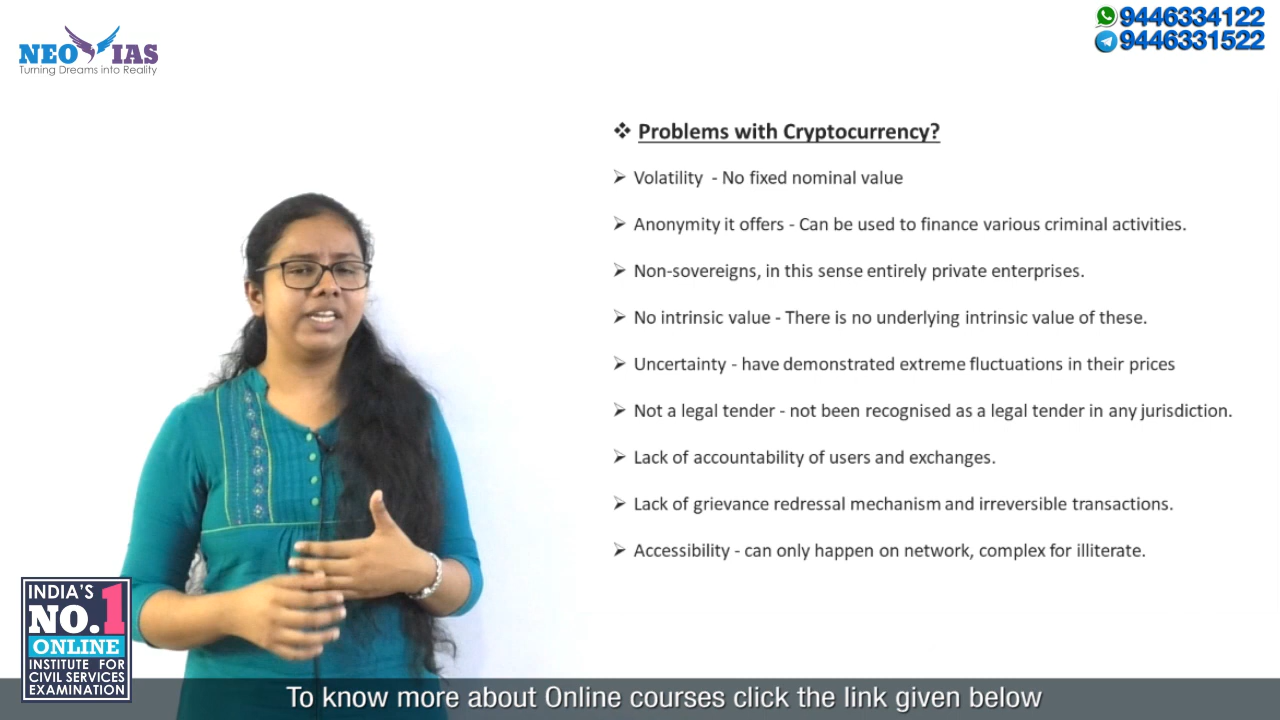 NEO IAS
Turning Dreams into Reality
9446334122
9446331522
Problems with Cryptocurrency?
Volatility - No fixed nominal value
Anonymity it offers - Can be used to finance various criminal activities.
Non-sovereigns, in this sense entirely private enterprises.
No intrinsic value - There is no underlying intrinsic value of these.
Uncertainty - have demonstrated extreme fluctuations in their prices
Not a legal tender - not been recognised as a legal tender in any jurisdiction.
Lack of accountability of users and exchanges.
Lack of grievance redressal mechanism and irreversible transactions.
Accessibility - can only happen on network, complex for illiterate.
INDIA'S
NO.1
ONLINE
INSTITUTE FOR
CIVIL SERVICES
EXAMINATION
To know more about Online courses click the link given below